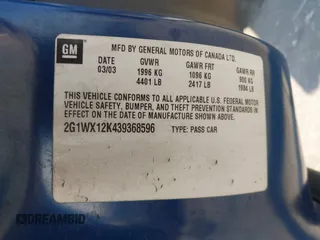 GM
MFD BY GENERAL MOTORS OF CANADA LTD.
DATE GVWR GAWR FRT GAWR RR
03/03 1996 KG 1096 KG 900 KG
4401 LB 2417 LB 1984 LB
THIS VEHICLE CONFORMS TO ALL APPLICABLE U.S. FEDERAL MOTOR
VEHICLE SAFETY, BUMPER, AND THEFT PREVENTION STANDARDS
IN EFFECT ON THE DATE OF MANUFACTURE SHOWN ABOVE.
2G1WX12K439368596 TYPE: PASS CAR
DREAMBID